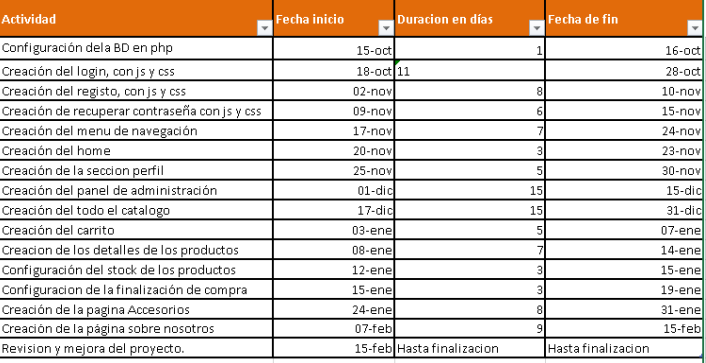 Actividad Fecha inicio Duracion en días Fecha de fin
Configuración dela BD en php 15-oct 1 16-oct
Creación del login, con js y css 18-oct 11 28-oct
Creación del registo, con js y css 02-nov 8 10-nov
Creación de recuperar contraseña con js y css 09-nov 6 15-nov
Creación del menu de navegación 17-nov 7 24-nov
Creación del home 20-nov 3 23-nov
Creación de la seccion perfil 25-nov 5 30-nov
Creación del panel de administración 01-dic 15 15-dic
Creación del todo el catalogo 17-dic 15 31-dic
Creación del carrito 03-ene 5 07-ene
Creacion de los detalles de los productos 08-ene 7 14-ene
Configuración del stock de los productos 12-ene 3 15-ene
Configuracion de la finalización de compra 15-ene 3 19-ene
Creación de la pagina Accesorios 24-ene 8 31-ene
Creación de la página sobre nosotros 07-feb 9 15-feb
Revision y mejora del proyecto. 15-feb Hasta finalizacion Hasta finalizacion